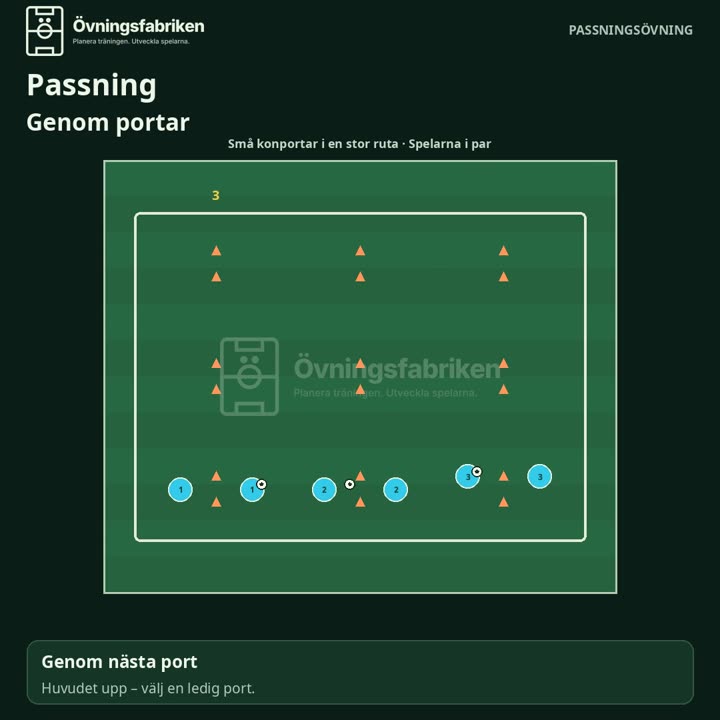 Övningsfabriken
Planera träningen. Utveckla spelarna.
PASSNINGSÖVNING
Passning
Genom portar
Små konportar i en stor ruta · Spelarna i par
3
Övningsfabriken
Planera träningen. Utveckla spelarna.
1 1 2 2 3 3
Genom nästa port
Huvudet upp – välj en ledig port.